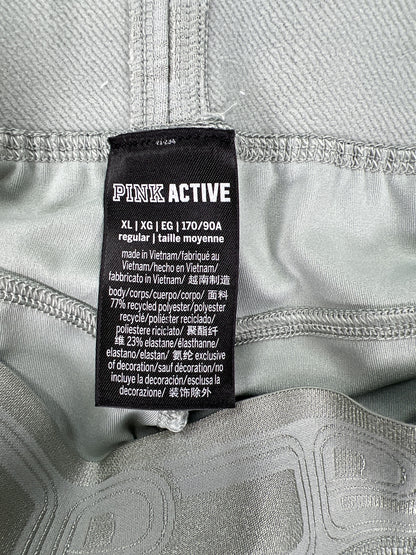 PINK ACTIVE
XL | XG | EG | 170/90A
regular | taille moyenne
made in Vietnam/fabriqué au
Vietnam/hecho en Vietnam/
fabbricato in Vietnam/ 越南制造
body/corps/cuerpo/corpo/ 面料
77% recycled polyester/polyester
recyclé/poliéster reciclado/
poliestere riciclato/ 聚酯纤
维 23% elastane/élasthanne/
elastano/elastan/ 氨纶 exclusive
of decoration/sauf décoration/no
incluye la decoración/esclusa la
decorazione/ 装饰除外